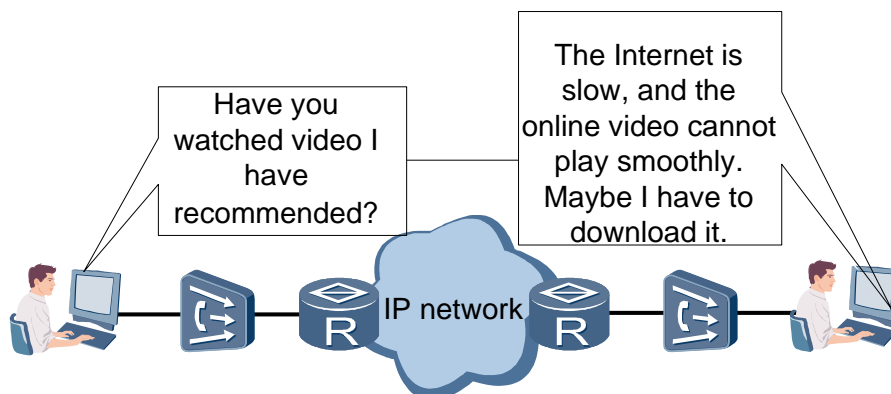 Have you
watched video I
have
recommended?
The Internet is
slow, and the
online video cannot
play smoothly.
Maybe I have to
download it.
R
IP network
R